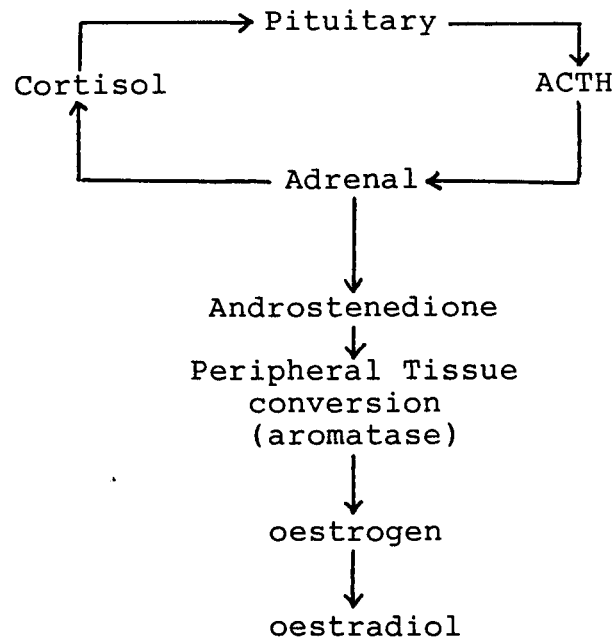 Pituitary
Cortisol
ACTH
Adrenal
Androstenedione
Peripheral Tissue
conversion
(aromatase)
oestrogen
oestradiol